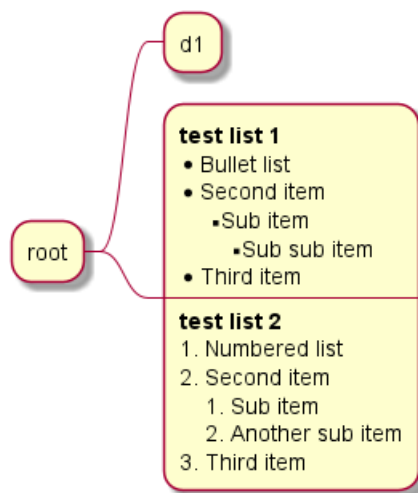 d1
root
test list 1
• Bullet list
• Second item
▪Sub item
▪Sub sub item
• Third item
test list 2
1. Numbered list
2. Second item
1. Sub item
2. Another sub item
3. Third item